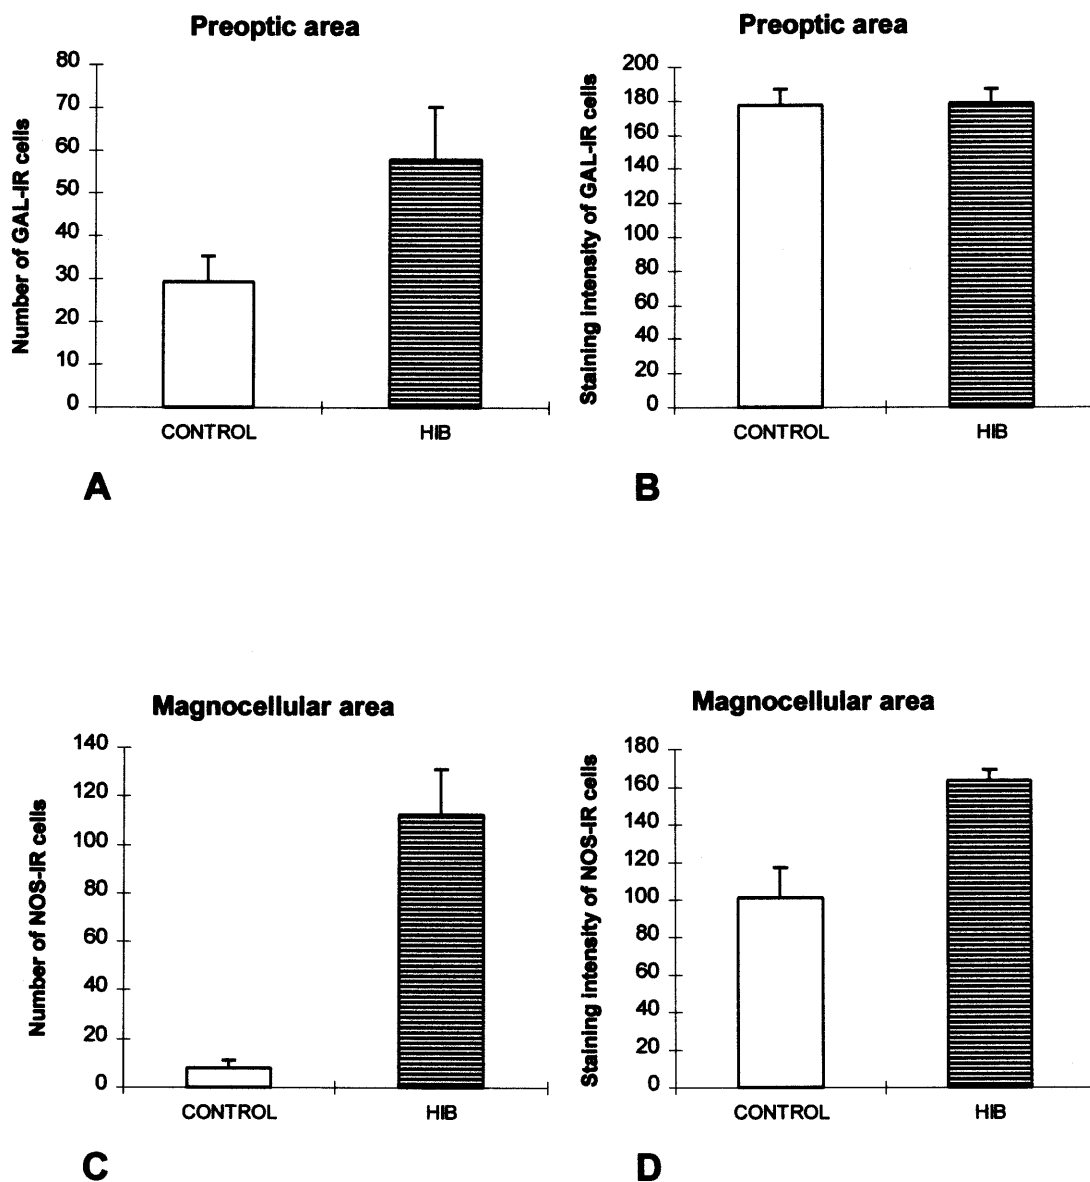 Preoptic area
Number of GAL-IR cells
80
70
60
50
40
30
20
10
0
CONTROL HIB
A
Preoptic area
Staining intensity of GAL-IR cells
200
180
160
140
120
100
80
60
40
20
0
CONTROL HIB
B
Magnocellular area
Number of NOS-IR cells
140
120
100
80
60
40
20
0
CONTROL HIB
C
Magnocellular area
Staining intensity of NOS-IR cells
180
160
140
120
100
80
60
40
20
0
CONTROL HIB
D